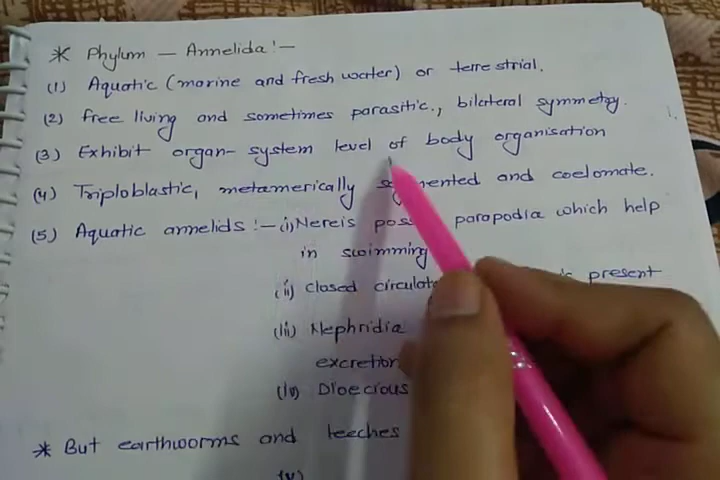 * Phylum - Annelida :-
(1) Aquatic (marine and fresh water) or terrestrial.
(2) free living and sometimes parasitic., bilateral symmetry.
(3) Exhibit organ-system level of body organisation
(4) Triploblastic, metamerically segmented and coelomate.
(5) Aquatic annelids :- (i) Nereis parapodia which help
in swimming
(ii) closed is present
(iii) Nephridia
excretion
(iv) Dioecious
* But earthworms and leeches
(v)